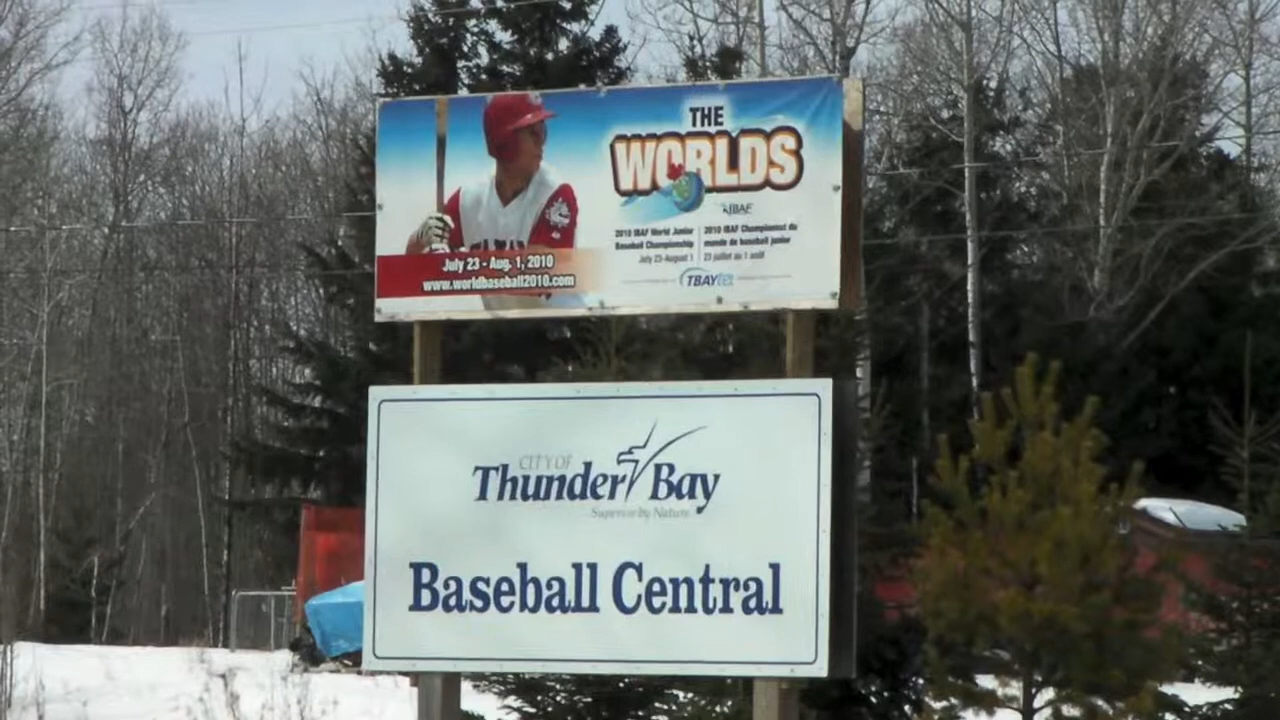 THE
WORLDS
IBAF
2010 IBAF World Junior
Baseball Championship
July 23-August 1
2010 IBAF Championnat du
monde de baseball junior
23 juillet au 1 août
TBAYtel
July 23 - Aug. 1, 2010
www.worldbaseball2010.com
CITY OF
Thunder Bay
Superior by Nature
Baseball Central